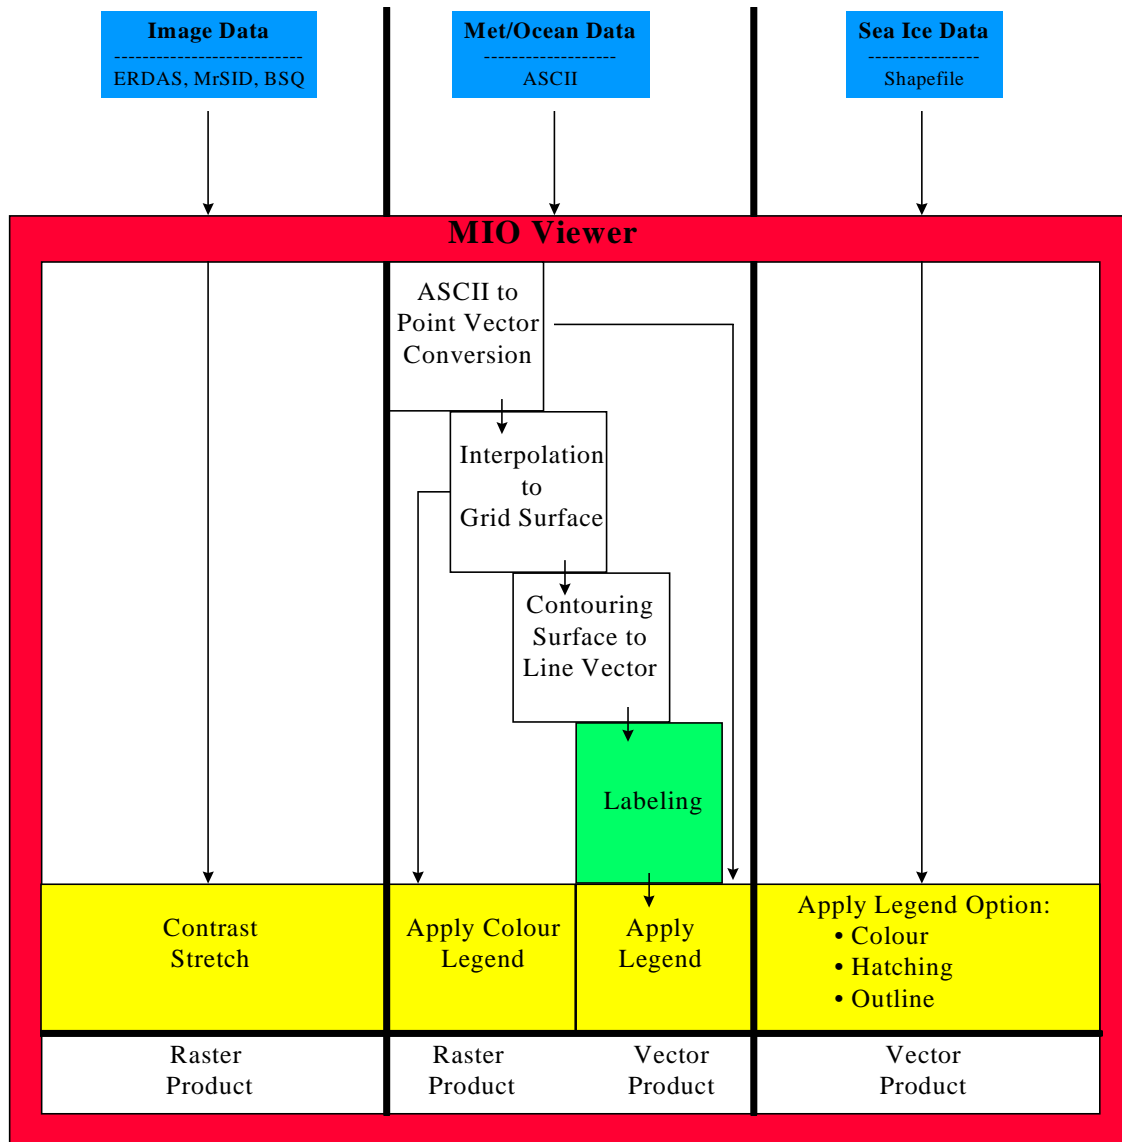 Image Data
---------------------------
ERDAS, MrSID, BSQ
Met/Ocean Data
-------------------
ASCII
Sea Ice Data
----------------
Shapefile
MIO Viewer
ASCII to
Point Vector
Conversion
Interpolation
to
Grid Surface
Contouring
Surface to
Line Vector
Labeling
Contrast
Stretch
Apply Colour
Legend
Apply
Legend
Apply Legend Option:
• Colour
• Hatching
• Outline
Raster
Product
Raster
Product
Vector
Product
Vector
Product